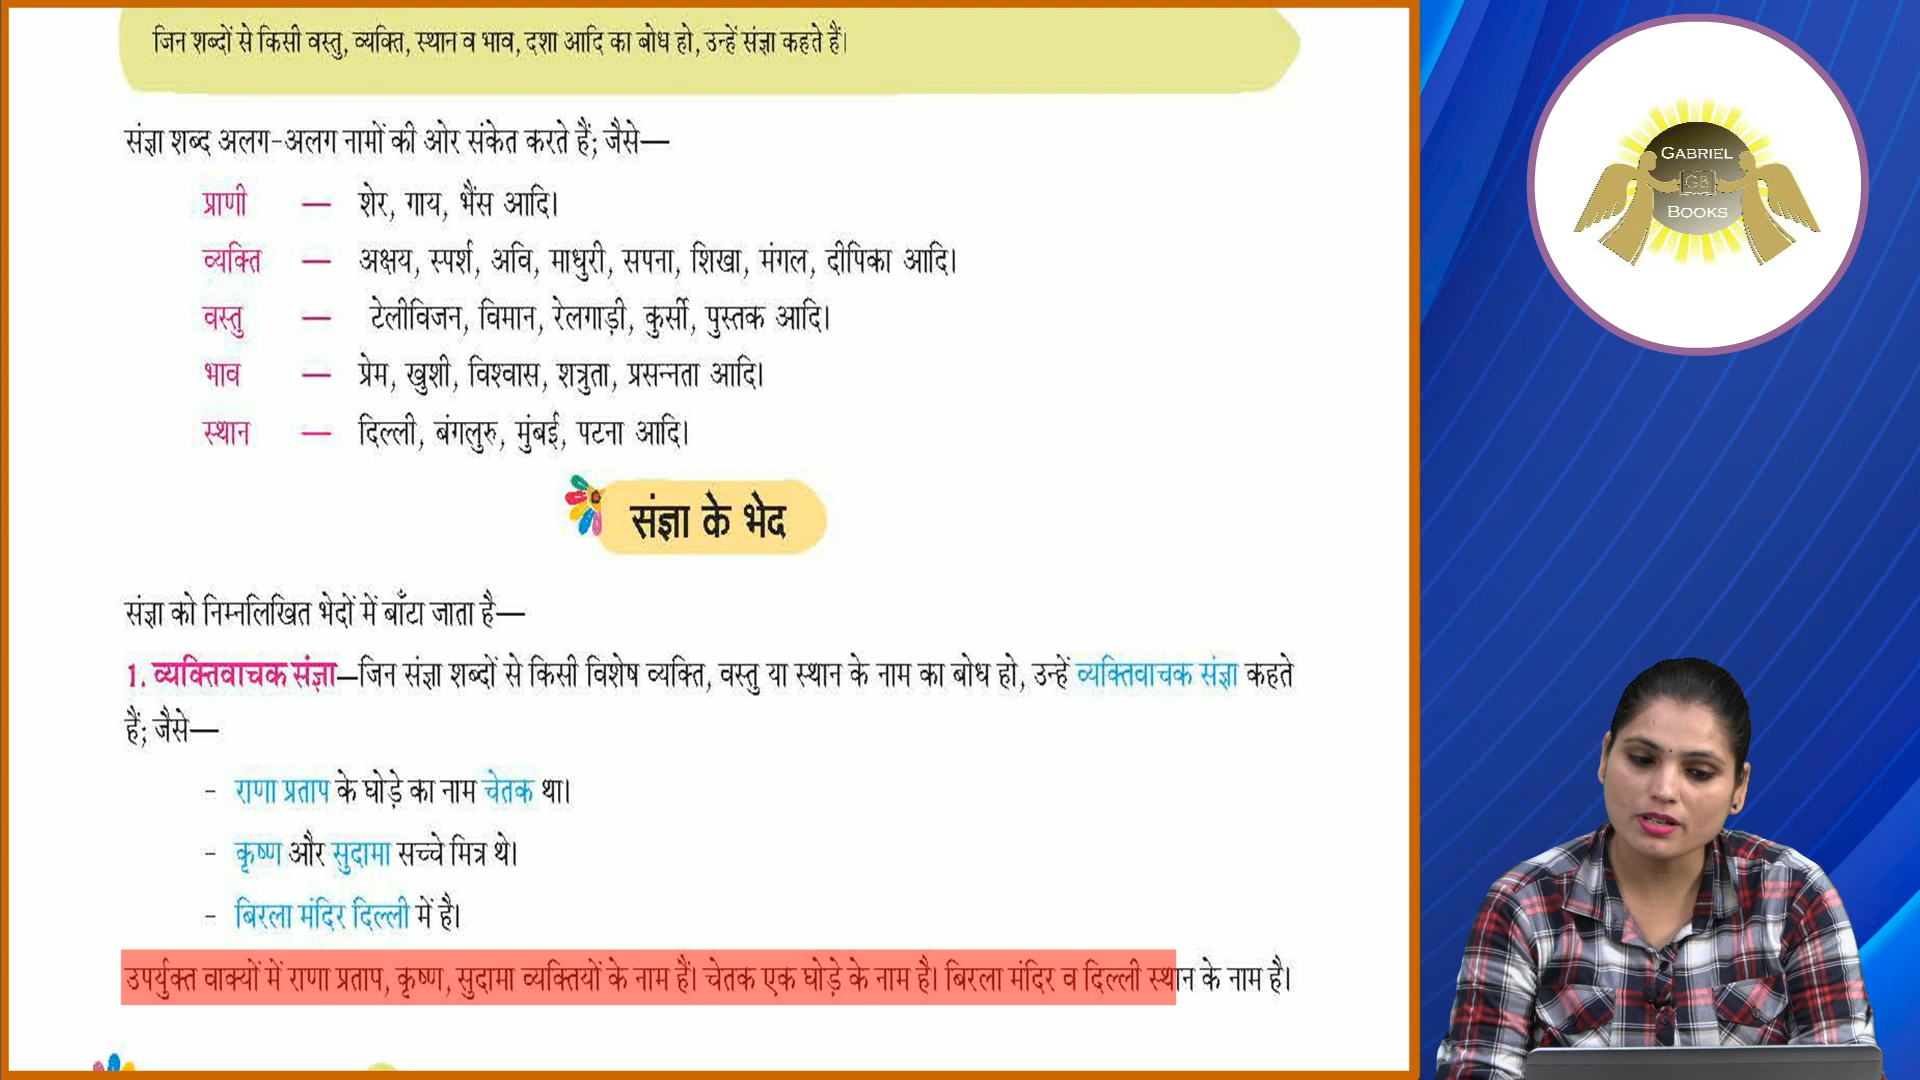 जिन शब्दों से किसी वस्तु, व्यक्ति, स्थान व भाव, दशा आदि का बोध हो, उन्हें संज्ञा कहते हैं।
संज्ञा शब्द अलग-अलग नामों की ओर संकेत करते हैं; जैसे—
प्राणी — शेर, गाय, भैंस आदि।
व्यक्ति — अक्षय, स्पर्श, अवि, माधुरी, सपना, शिखा, मंगल, दीपिका आदि।
वस्तु — टेलीविजन, विमान, रेलगाड़ी, कुर्सी, पुस्तक आदि।
भाव — प्रेम, खुशी, विश्वास, शत्रुता, प्रसन्नता आदि।
स्थान — दिल्ली, बंगलुरु, मुंबई, पटना आदि।
संज्ञा के भेद
संज्ञा को निम्नलिखित भेदों में बाँटा जाता है—
1. व्यक्तिवाचक संज्ञा—जिन संज्ञा शब्दों से किसी विशेष व्यक्ति, वस्तु या स्थान के नाम का बोध हो, उन्हें व्यक्तिवाचक संज्ञा कहते
हैं; जैसे—
- राणा प्रताप के घोड़े का नाम चेतक था।
- कृष्ण और सुदामा सच्चे मित्र थे।
- बिरला मंदिर दिल्ली में है।
उपर्युक्त वाक्यों में राणा प्रताप, कृष्ण, सुदामा व्यक्तियों के नाम हैं। चेतक एक घोड़े के नाम है। बिरला मंदिर व दिल्ली स्थान के नाम है।
GABRIEL
GB
BOOKS